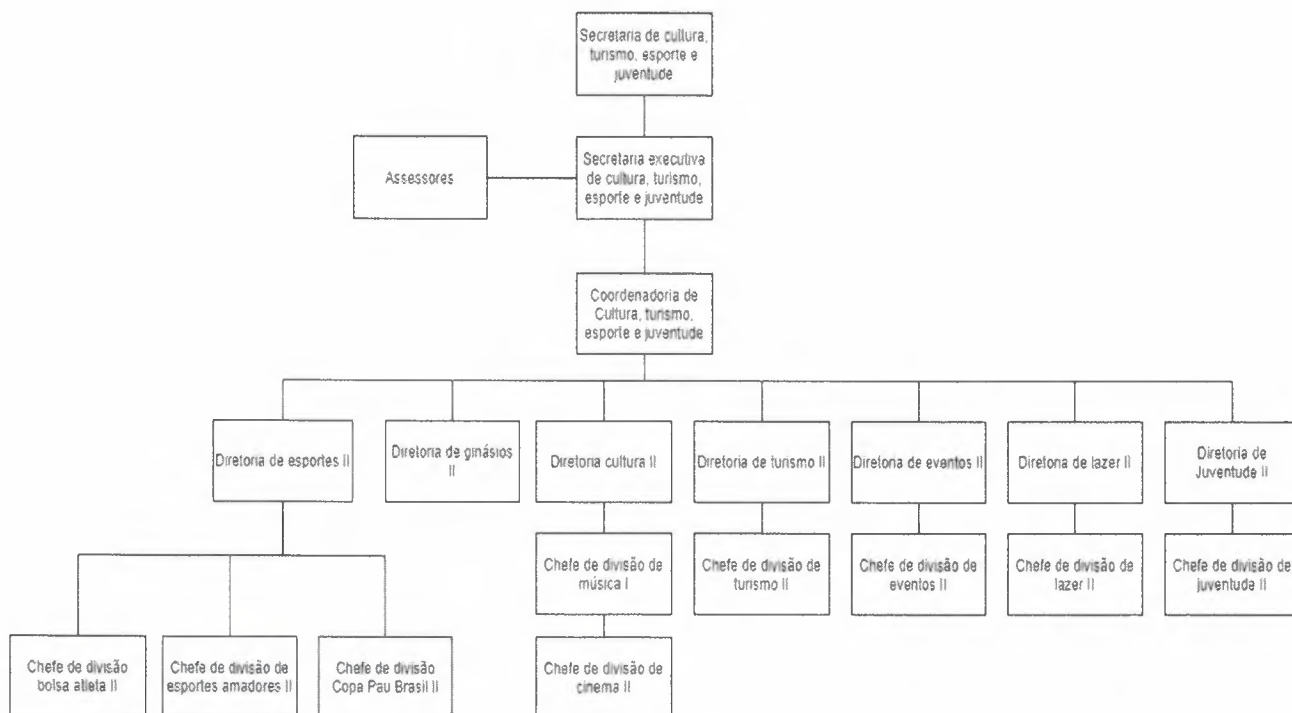 Secretaria de cultura,
turismo, esporte e
juventude
Assessores
Secretaria executiva
de cultura, turismo,
esporte e juventude
Coordenadoria de
Cultura, turismo,
esporte e juventude
Diretoria de esportes II
Diretoria de ginásios
II
Diretoria cultura II
Diretoria de turismo II
Diretoria de eventos II
Diretoria de lazer II
Diretoria de
Juventude II
Chefe de divisão de
música I
Chefe de divisão de
turismo II
Chefe de divisão de
eventos II
Chefe de divisão de
lazer II
Chefe de divisão de
juventude II
Chefe de divisão
bolsa atleta II
Chefe de divisão de
esportes amadores II
Chefe de divisão
Copa Pau Brasil II
Chefe de divisão de
cinema II